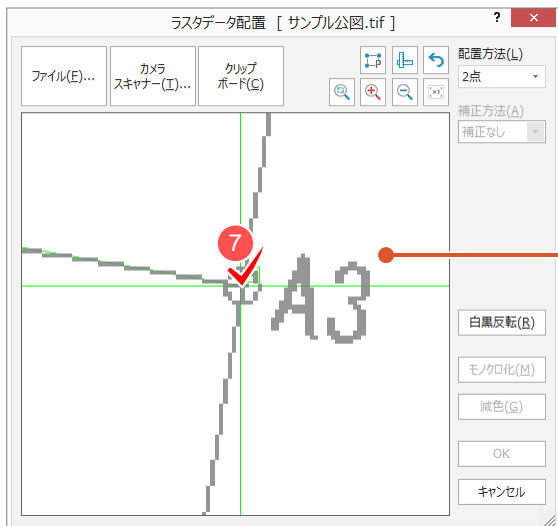 ラスタデータ配置 [ サンプル公図.tif ]
?
ファイル(F)...
カメラ
スキャナー(T)...
クリップ
ボード(C)
配置方法(L)
2点
補正方法(A)
補正なし
x1
7
A3
白黒反転(R)
モノクロ化(M)
減色(G)
OK
キャンセル